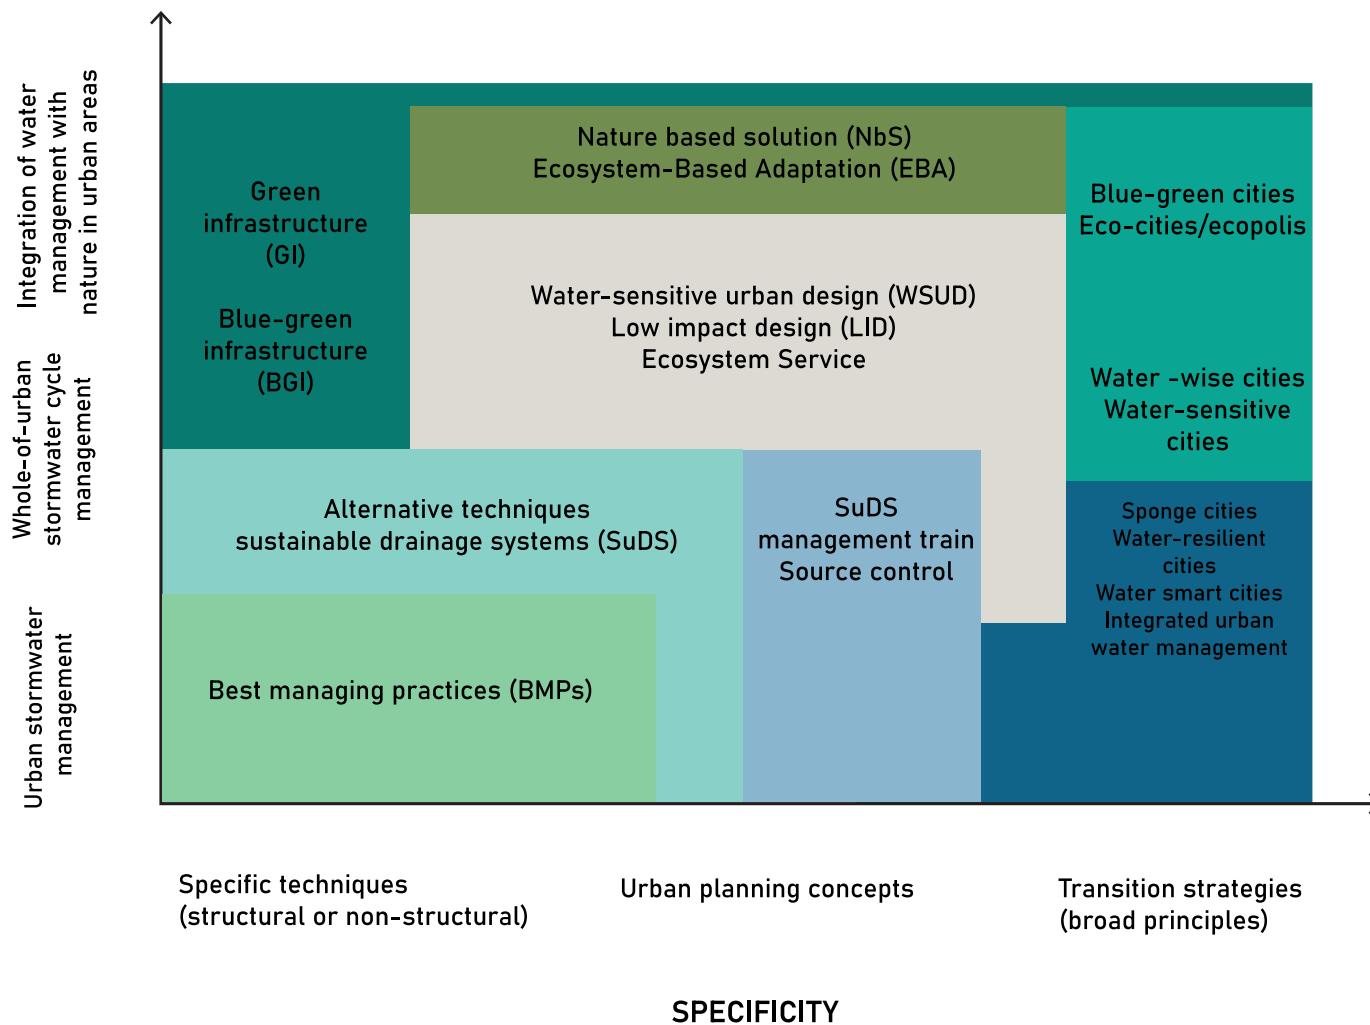 Integration of water
management with
nature in urban areas
Whole-of-urban
stormwater cycle
management
Urban stormwater
management
Nature based solution (NbS)
Ecosystem-Based Adaptation (EBA)
Green
infrastructure
(GI)
Blue-green
infrastructure
(BGI)
Water-sensitive urban design (WSUD)
Low impact design (LID)
Ecosystem Service
Blue-green cities
Eco-cities/ecopolis
Water -wise cities
Water-sensitive
cities
Alternative techniques
sustainable drainage systems (SuDS)
SuDS
management train
Source control
Sponge cities
Water-resilient
cities
Water smart cities
Integrated urban
water management
Best managing practices (BMPs)
Specific techniques
(structural or non-structural)
Urban planning concepts
Transition strategies
(broad principles)
SPECIFICITY